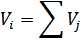 V_i = ∑ V_j